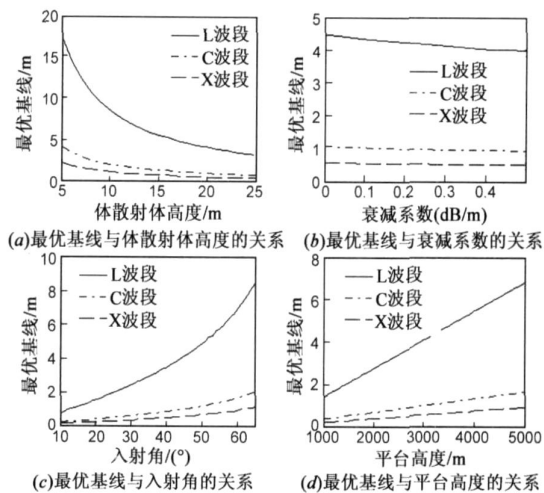 20
15
10
5
0
5
10
15
20
25
最优基线/m
L波段
C波段
X波段
体散射体高度/m
(a)最优基线与体散射体高度的关系
5
4
3
2
1
0
0
0.1
0.2
0.3
0.4
最优基线/m
L波段
C波段
X波段
衰减系数(dB/m)
(b)最优基线与衰减系数的关系
10
8
6
4
2
0
10
20
30
40
50
60
最优基线/m
L波段
C波段
X波段
入射角/(°)
(c)最优基线与入射角的关系
8
6
4
2
0
1000
2000
3000
4000
5000
最优基线/m
L波段
C波段
X波段
平台高度/m
(d)最优基线与平台高度的关系